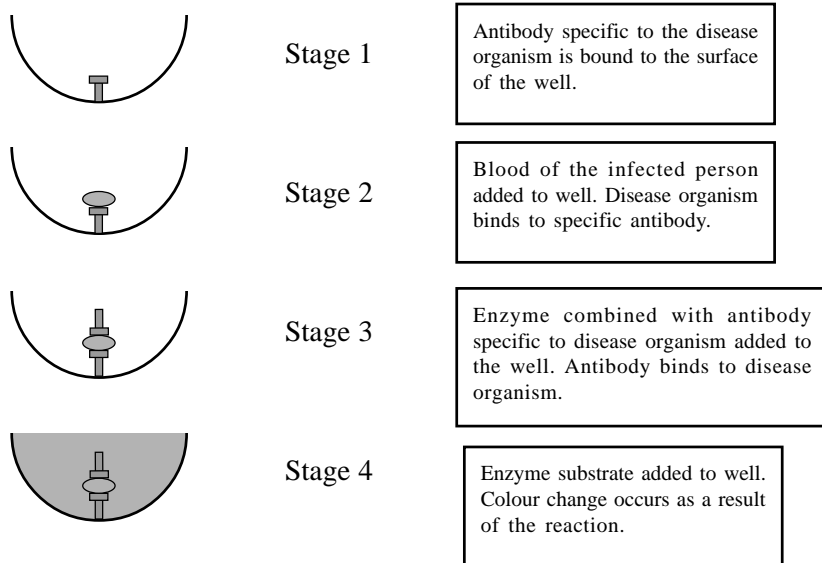 Stage 1
Antibody specific to the disease
organism is bound to the surface
of the well.
Stage 2
Blood of the infected person
added to well. Disease organism
binds to specific antibody.
Stage 3
Enzyme combined with antibody
specific to disease organism added to
the well. Antibody binds to disease
organism.
Stage 4
Enzyme substrate added to well.
Colour change occurs as a result
of the reaction.